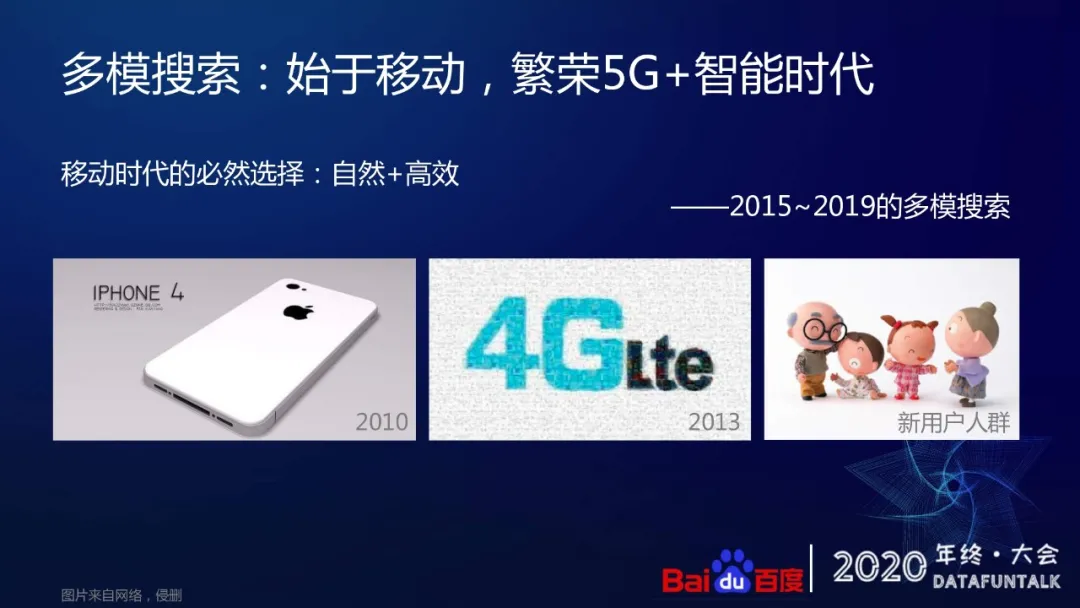 多模搜索：始于移动，繁荣5G+智能时代
移动时代的必然选择：自然+高效
——2015~2019的多模搜索
IPHONE 4
2010
4G Lte
2013
新用户人群
Bai du 百度
2020 年终·大会
DATAFUNTALK
图片来自网络，侵删